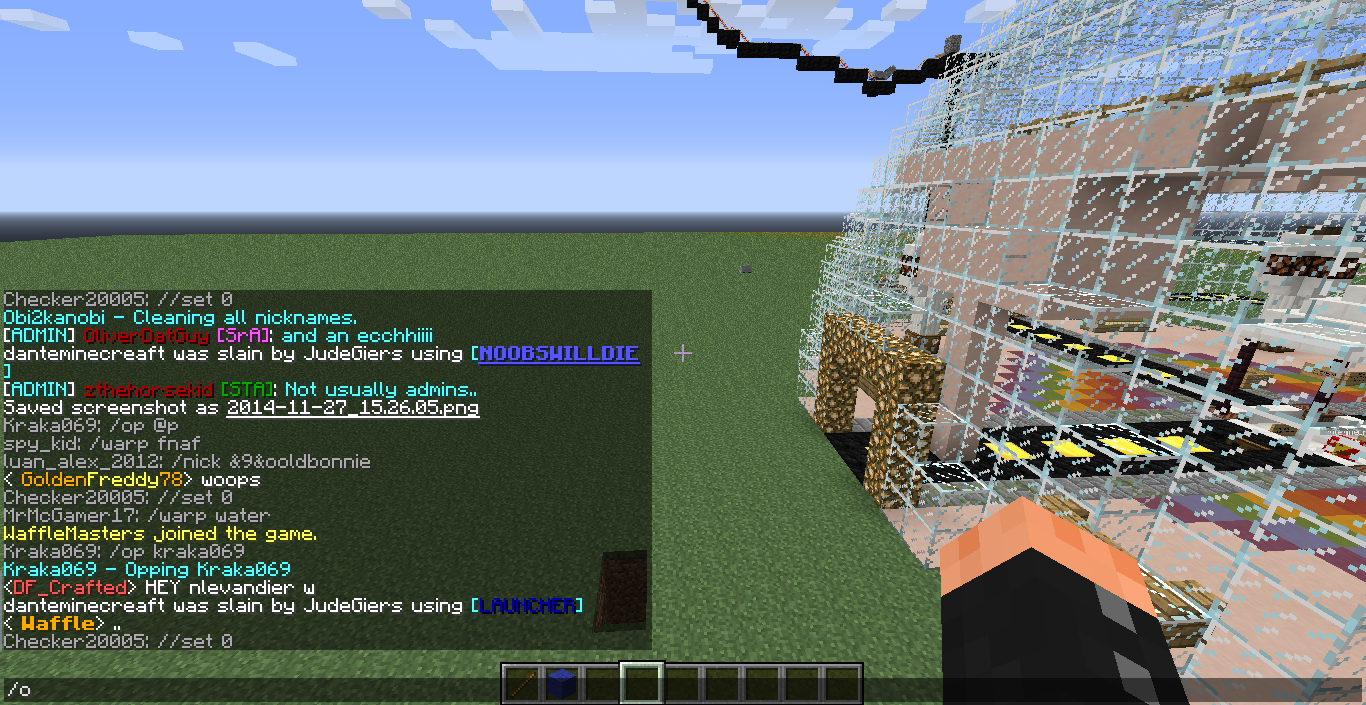 Checker20005: //set 0
Obi2kanobi - Cleaning all nicknames.
[ADMIN] OliverDatGuy [SrA]: and an ecchhiiii
danteminecreaft was slain by JudeGiers using [NOOBSWILLDIE
]
[ADMIN] zthehorsekid [STA]: Not usually admins..
Saved screenshot as 2014-11-27_15.26.05.png
Kraka069: /op @p
spy_kid: /warp fnaf
luan_alex_2012: /nick &9&ooldbonnie
< GoldenFreddy78> woops
Checker20005: //set 0
MrMcGamer17: /warp water
WaffleMasters joined the game.
Kraka069: /op kraka069
Kraka069 - Opping Kraka069
<DF_Crafted> HEY nlevandier w
danteminecreaft was slain by JudeGiers using [LAUNCHER]
< Waffle> ..
Checker20005: //set 0
/o